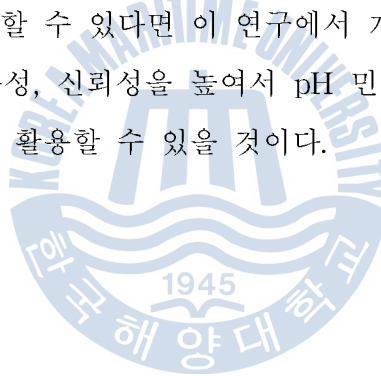 할 수 있다면 이 연구에서
성, 신뢰성을 높여서 pH 민
활용할 수 있을 것이다.
KOREA MARITIME UNIVERSITY
1945
한국해양대학교